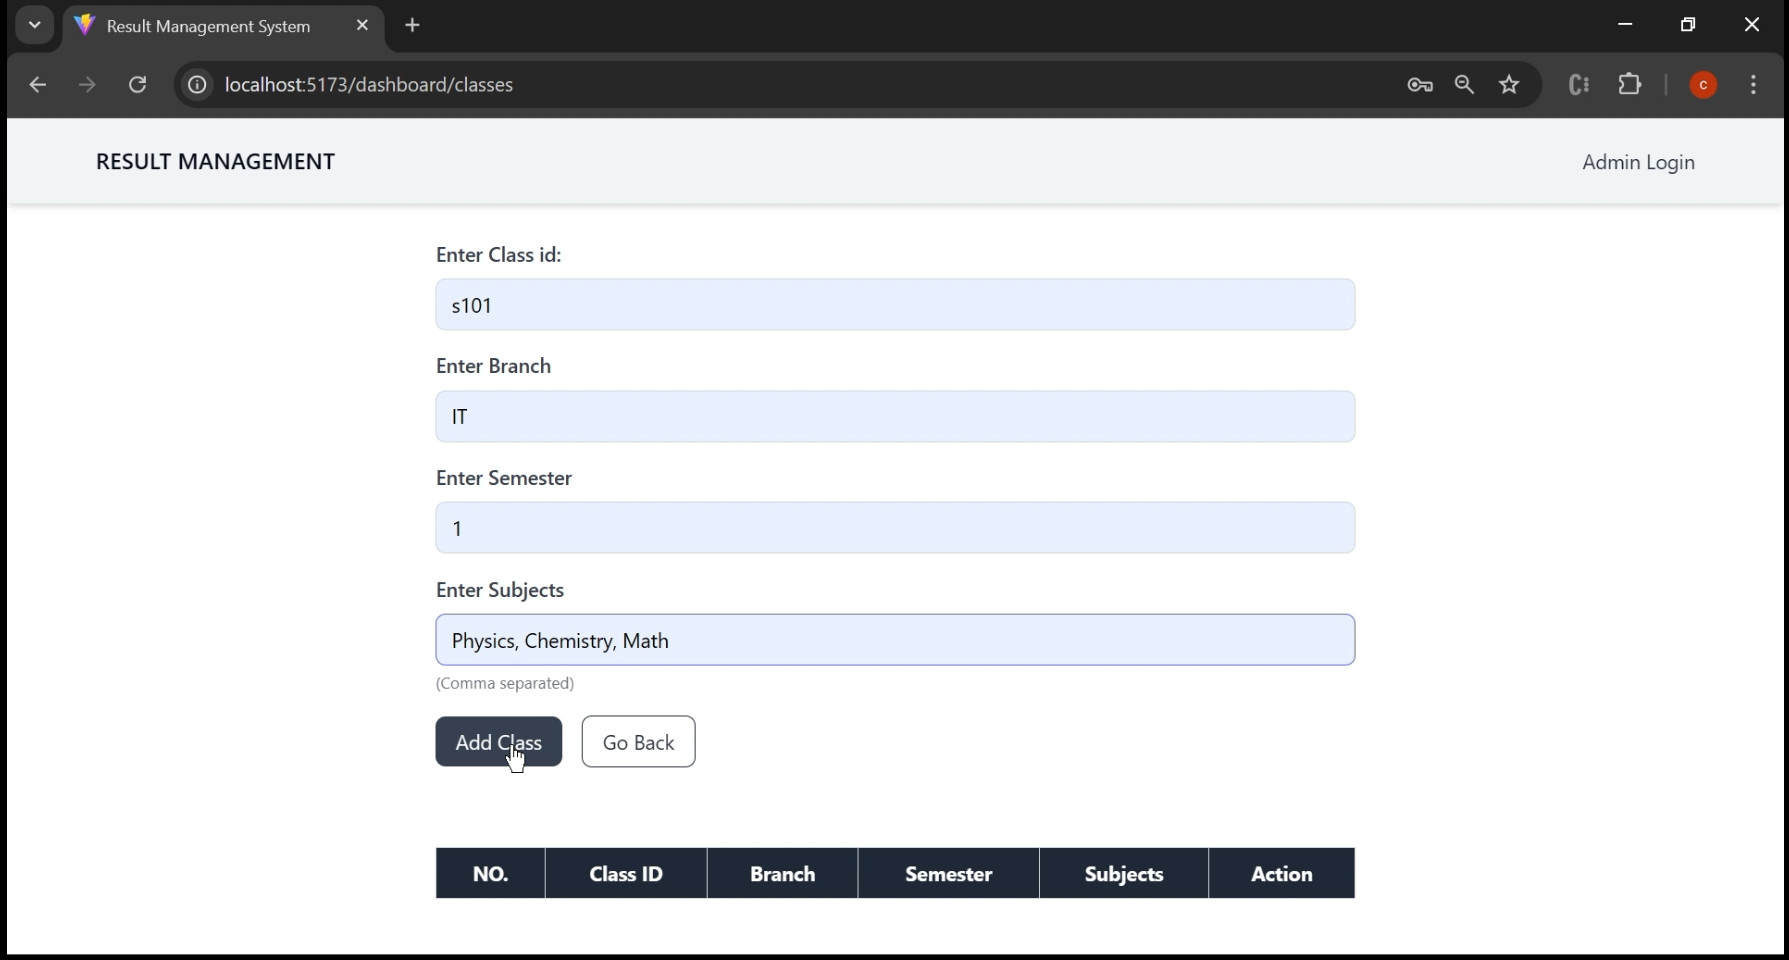 Result Management System
localhost:5173/dashboard/classes
C
RESULT MANAGEMENT
Admin Login
Enter Class id:
s101
Enter Branch
IT
Enter Semester
1
Enter Subjects
Physics, Chemistry, Math
(Comma separated)
Add Class
Go Back
NO. Class ID Branch Semester Subjects Action